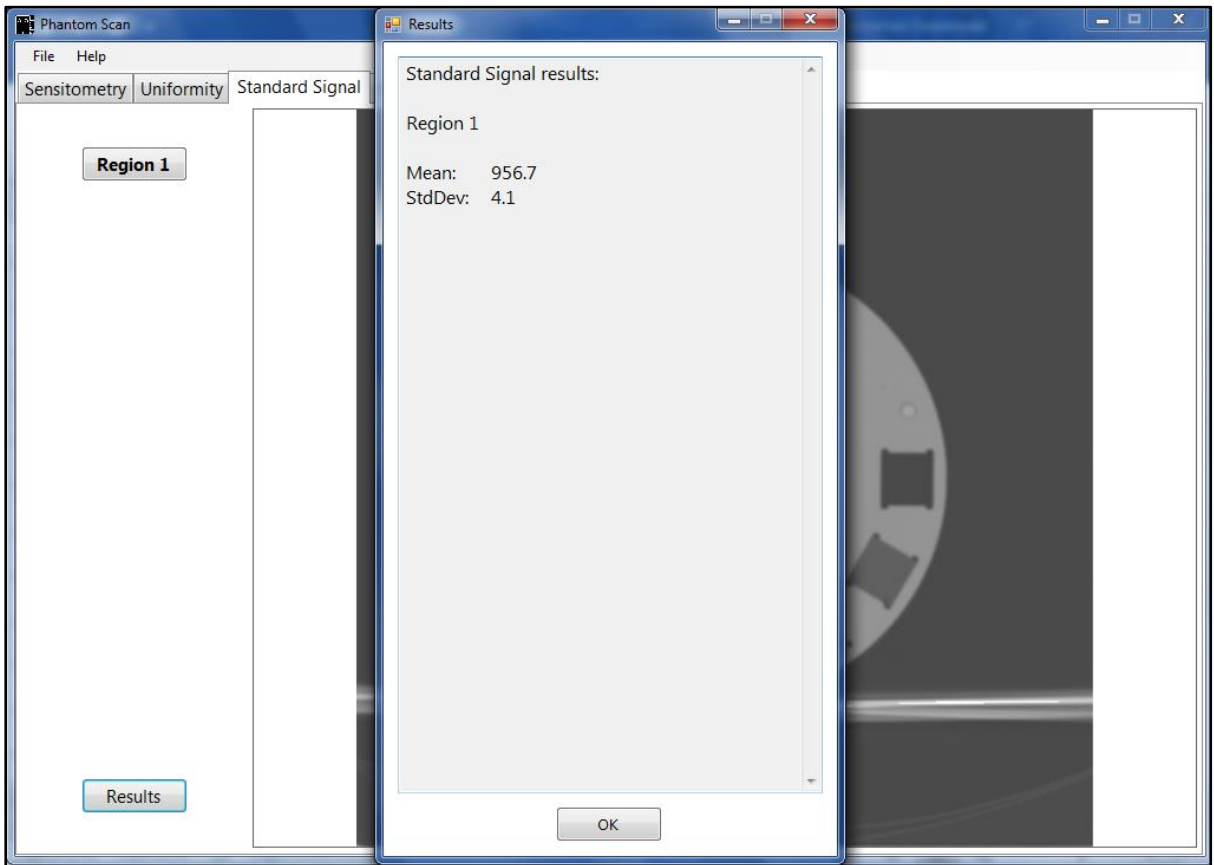 Phantom Scan
File Help
Sensitometry Uniformity Standard Signal
Region 1
Results
Results
Standard Signal results:
Region 1
Mean: 956.7
StdDev: 4.1
OK